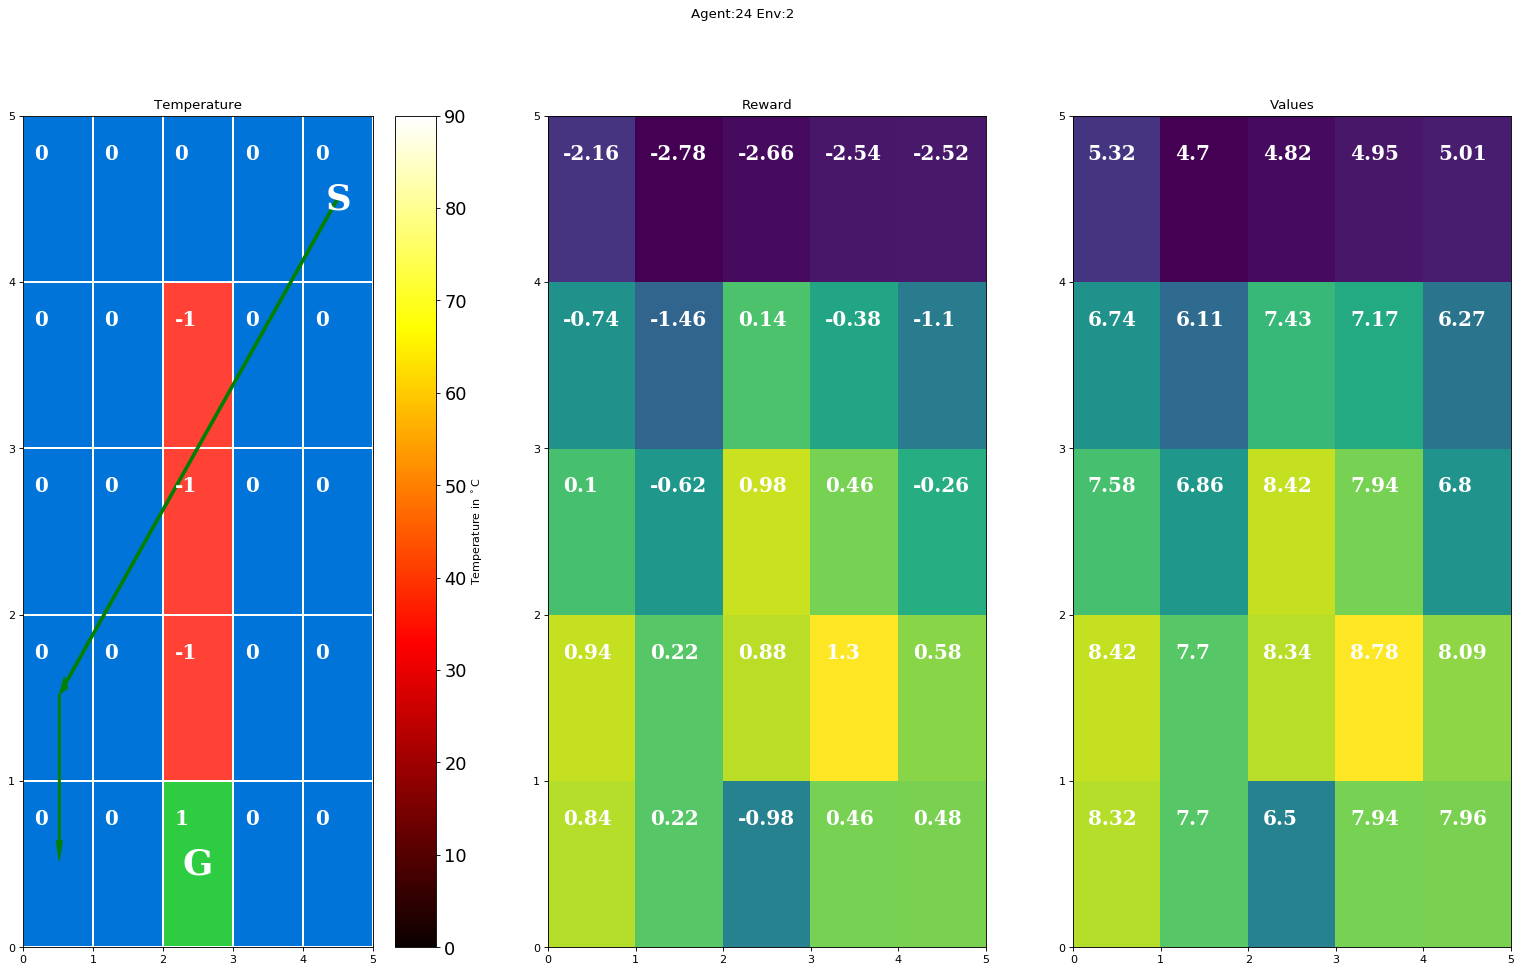 Agent:24 Env:2
Temperature
0 0 0 0 0
S
0 0 -1 0 0
0 0 -1 0 0
0 0 -1 0 0
0 0 1 0 0
G
5
4
3
2
1
0
0 1 2 3 4 5
90
80
70
60
50
40
30
20
10
0
Temperature in °C
Reward
-2.16 -2.78 -2.66 -2.54 -2.52
-0.74 -1.46 0.14 -0.38 -1.1
0.1 -0.62 0.98 0.46 -0.26
0.94 0.22 0.88 1.3 0.58
0.84 0.22 -0.98 0.46 0.48
5
4
3
2
1
0
0 1 2 3 4 5
Values
5.32 4.7 4.82 4.95 5.01
6.74 6.11 7.43 7.17 6.27
7.58 6.86 8.42 7.94 6.8
8.42 7.7 8.34 8.78 8.09
8.32 7.7 6.5 7.94 7.96
5
4
3
2
1
0
0 1 2 3 4 5